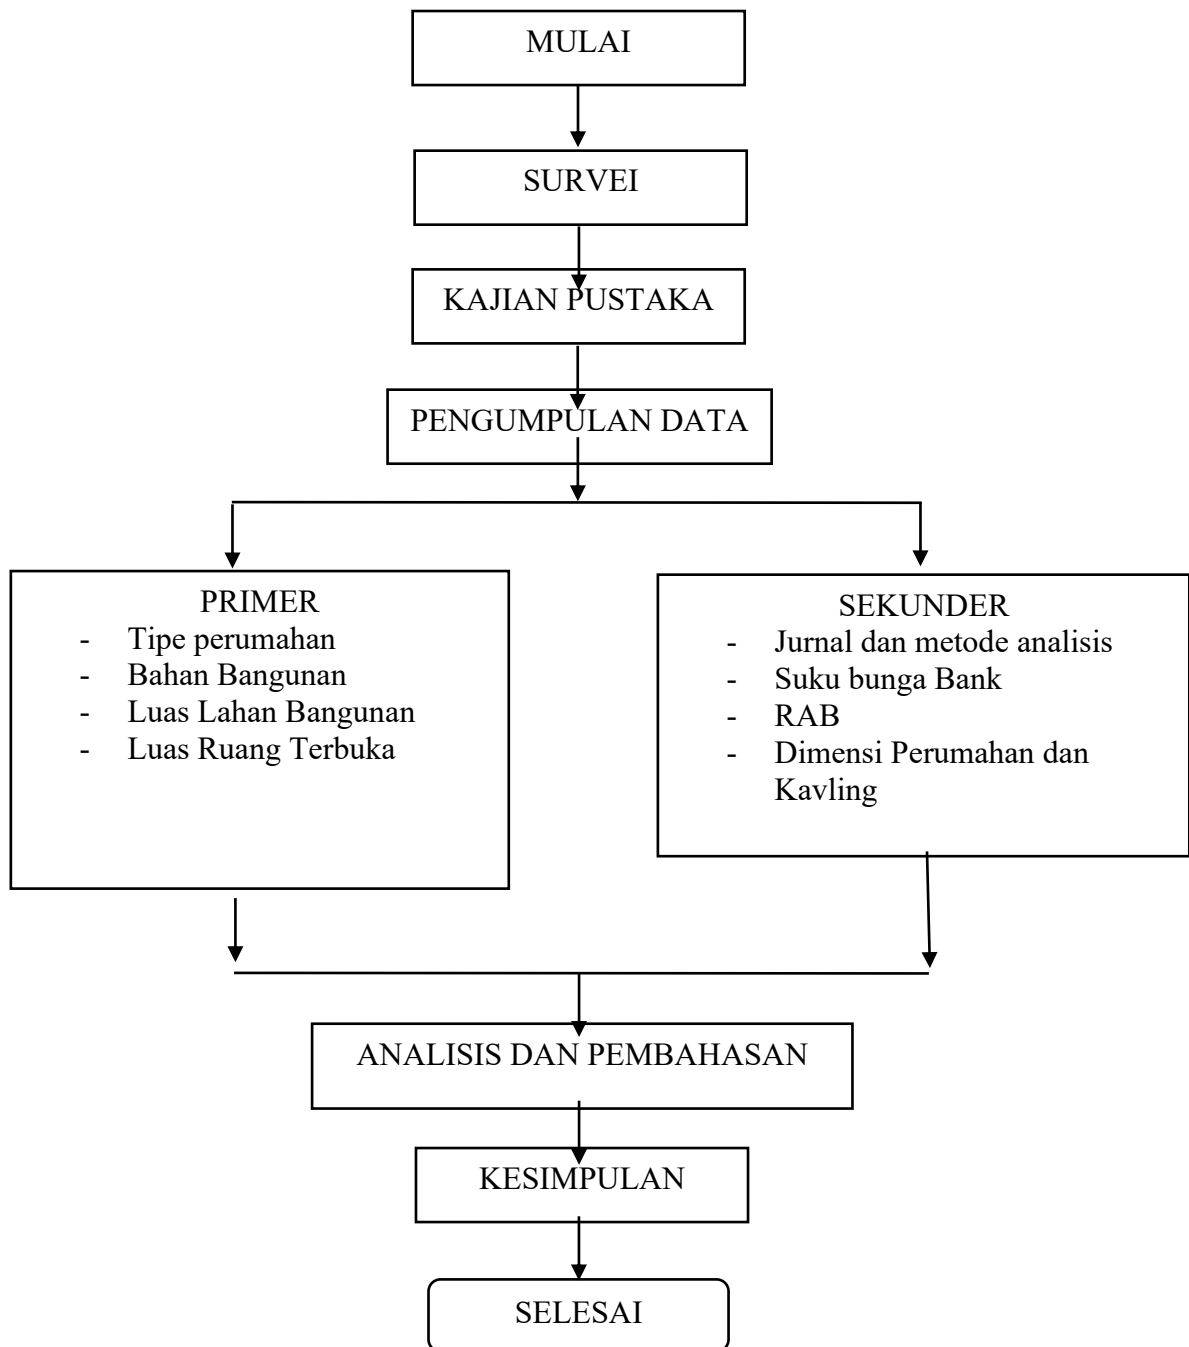 MULAI
SURVEI
KAJIAN PUSTAKA
PENGUMPULAN DATA
PRIMER
- Tipe perumahan
- Bahan Bangunan
- Luas Lahan Bangunan
- Luas Ruang Terbuka
SEKUNDER
- Jurnal dan metode analisis
- Suku bunga Bank
- RAB
- Dimensi Perumahan dan
Kavling
ANALISIS DAN PEMBAHASAN
KESIMPULAN
SELESAI